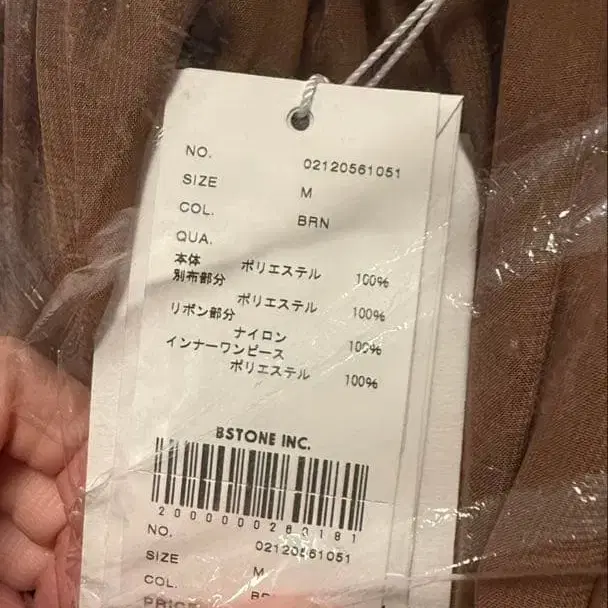 NO. 02120561051
SIZE M
COL. BRN
QUA.
本体 ポリエステル 100%
別布部分
ポリエステル 100%
リボン部分
ナイロン 100%
インナーワンピース
ポリエステル 100%
BSTONE INC.
2000000280181
NO. 02120561051
SIZE M
COL.
PRICE